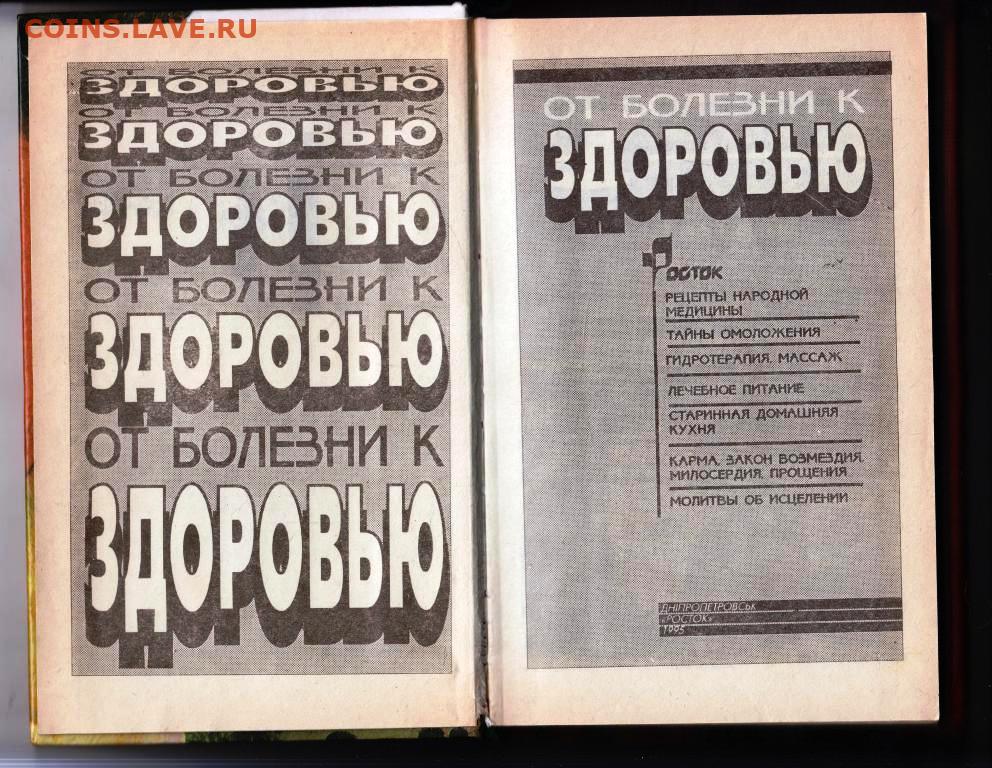 COINS.LAVE.RU
ОТ БОЛЕЗНИ К
ЗДОРОВЬЮ
ОТ БОЛЕЗНИ К
ЗДОРОВЬЮ
ОТ БОЛЕЗНИ К
ЗДОРОВЬЮ
ОТ БОЛЕЗНИ К
ЗДОРОВЬЮ
ОТ БОЛЕЗНИ К
ЗДОРОВЬЮ
ОТ БОЛЕЗНИ К
ЗДОРОВЬЮ
РОСТОК
РЕЦЕПТЫ НАРОДНОЙ
МЕДИЦИНЫ
ТАЙНЫ ОМОЛОЖЕНИЯ
ГИДРОТЕРАПИЯ, МАССАЖ
ЛЕЧЕБНОЕ ПИТАНИЕ
СТАРИННАЯ ДОМАШНЯЯ
КУХНЯ
КАРМА, ЗАКОН ВОЗМЕЗДИЯ,
МИЛОСЕРДИЯ, ПРОЩЕНИЯ
МОЛИТВЫ ОБ ИСЦЕЛЕНИИ
ДНІПРОПЕТРОВСЬК
«РОСТОК»
1995